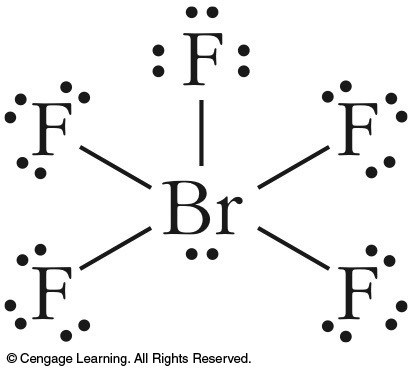 F
F F
Br
F F
© Cengage Learning. All Rights Reserved.